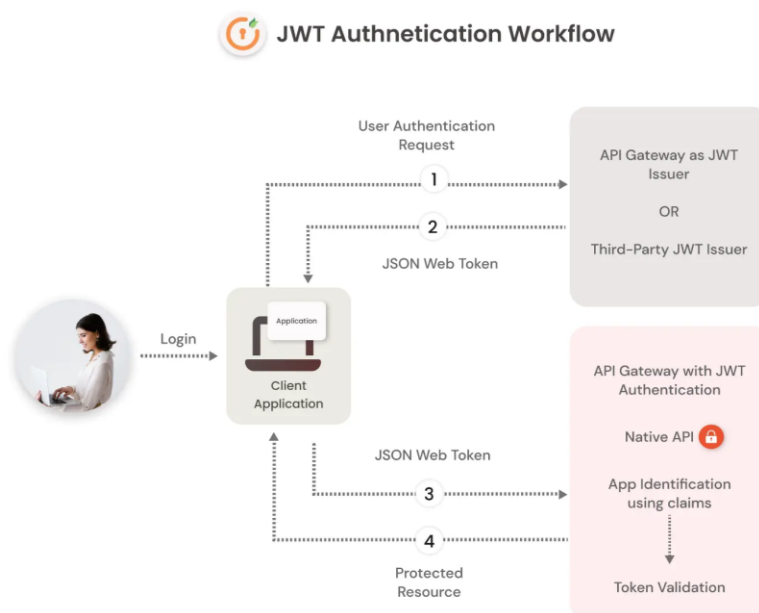 JWT Authnetication Workflow
User Authentication
Request
1
API Gateway as JWT
Issuer
OR
Third-Party JWT Issuer
2
JSON Web Token
Login
Application
Client
Application
API Gateway with JWT
Authentication
Native API
JSON Web Token
3
App Identification
using claims
4
Protected
Resource
Token Validation